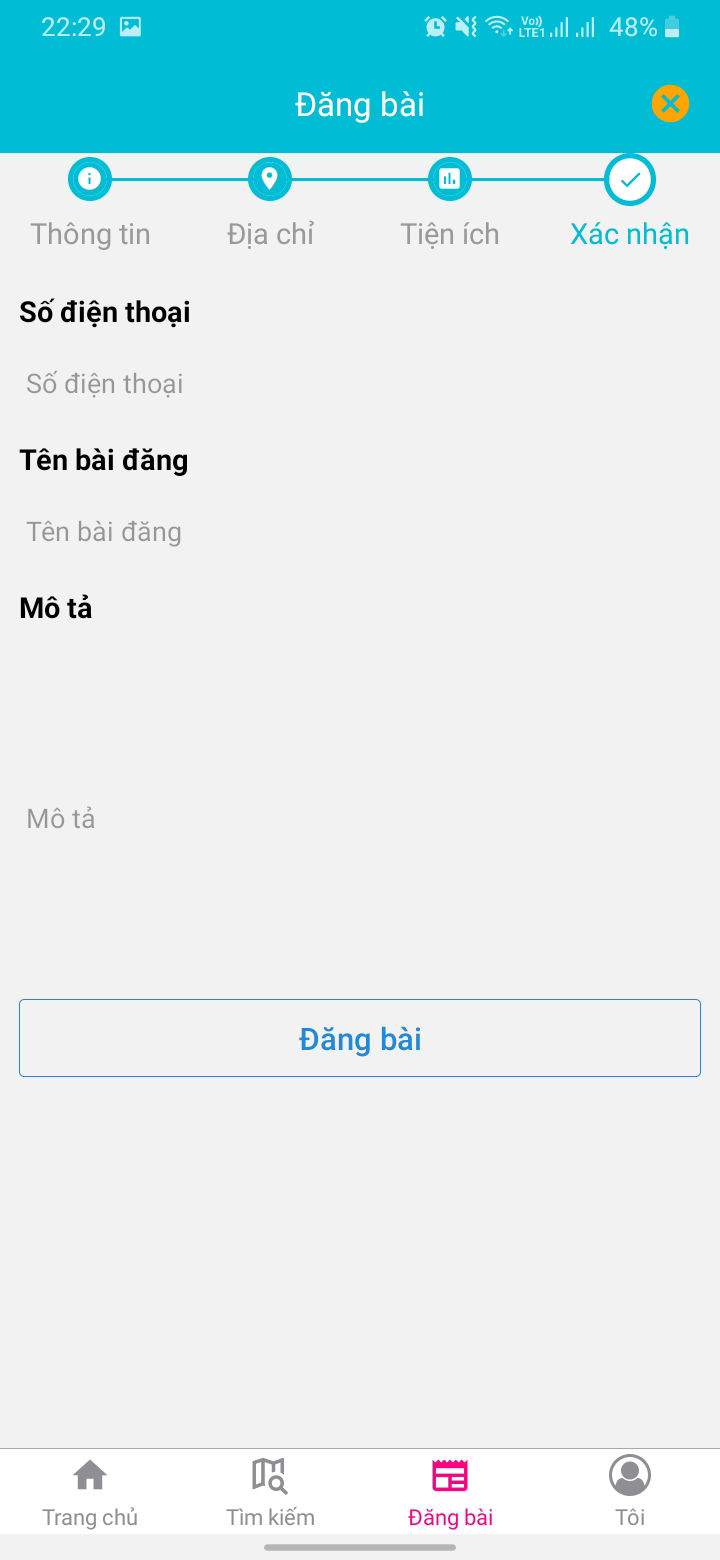 22:29
Vo)) LTE1 48%
Đăng bài
Thông tin Địa chỉ Tiện ích Xác nhận
Số điện thoại
Số điện thoại
Tên bài đăng
Tên bài đăng
Mô tả
Mô tả
Đăng bài
Trang chủ Tìm kiếm Đăng bài Tôi